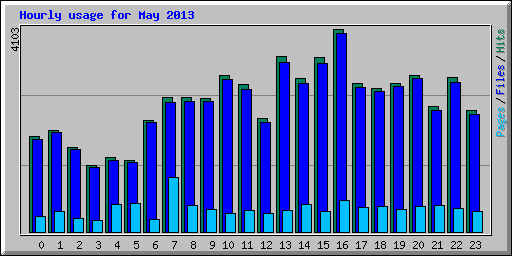 Hourly usage for May 2013
4103
Pages/Files/Hits
0 1 2 3 4 5 6 7 8 9 10 11 12 13 14 15 16 17 18 19 20 21 22 23